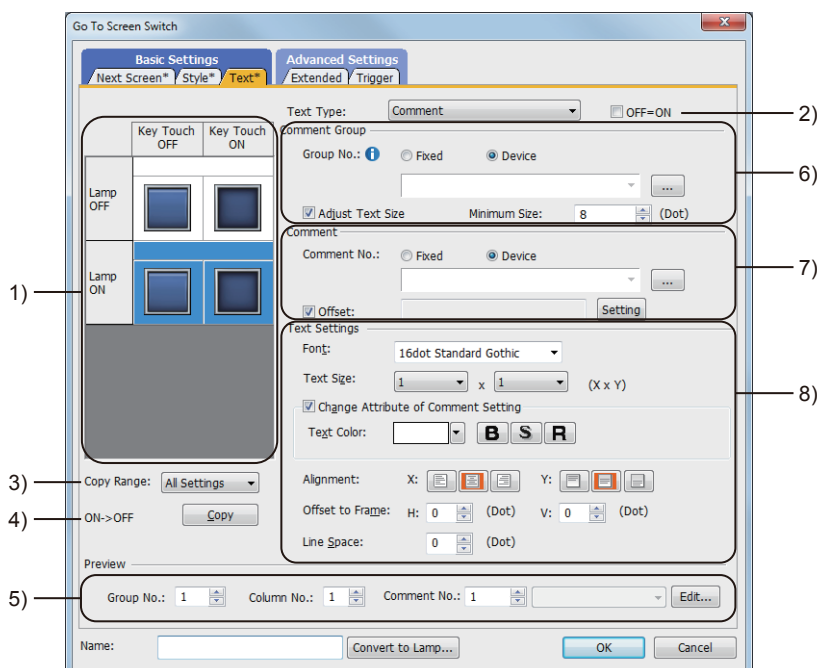 Go To Screen Switch
x
Basic Settings
Advanced Settings
Next Screen* Style* Text* Extended Trigger
Text Type: Comment OFF=ON
2)
1)
Key Touch OFF
Key Touch ON
Lamp OFF
Lamp ON
Comment Group
Group No.: i Fixed Device
...
Adjust Text Size Minimum Size: 8 (Dot)
6)
Comment
Comment No.: Fixed Device
...
Offset: Setting
7)
Text Settings
Font: 16dot Standard Gothic
Text Size: 1 x 1 (X x Y)
Change Attribute of Comment Setting
Text Color: B S R
Alignment: X: Y:
Offset to Frame: H: 0 (Dot) V: 0 (Dot)
Line Space: 0 (Dot)
8)
3)
Copy Range: All Settings
4)
ON->OFF Copy
Preview
5)
Group No.: 1 Column No.: 1 Comment No.: 1 Edit...
Name: Convert to Lamp... OK Cancel